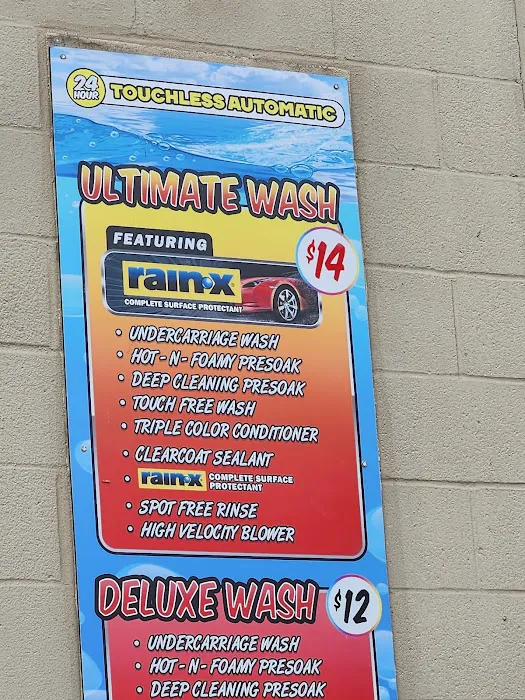 24 HOUR TOUCHLESS AUTOMATIC
ULTIMATE WASH
$14
FEATURING
rain-x®
COMPLETE SURFACE PROTECTANT
• UNDERCARRIAGE WASH
• HOT - N - FOAMY PRESOAK
• DEEP CLEANING PRESOAK
• TOUCH FREE WASH
• TRIPLE COLOR CONDITIONER
• CLEARCOAT SEALANT
• rain-x COMPLETE SURFACE
PROTECTANT
• SPOT FREE RINSE
• HIGH VELOCITY BLOWER
DELUXE WASH $12
• UNDERCARRIAGE WASH
• HOT - N - FOAMY PRESOAK
• DEEP CLEANING PRESOAK